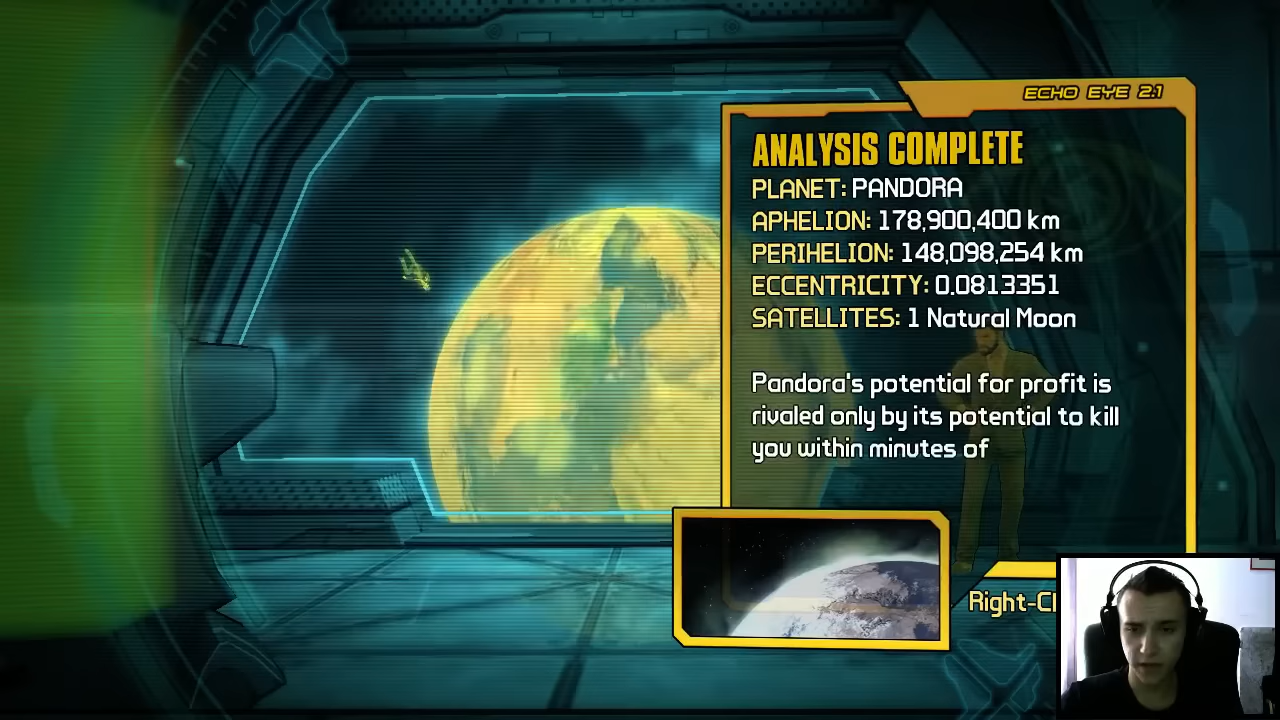 ECHO EYE 2.1
ANALYSIS COMPLETE
PLANET: PANDORA
APHELION: 178,900,400 km
PERIHELION: 148,098,254 km
ECCENTRICITY: 0.0813351
SATELLITES: 1 Natural Moon
Pandora's potential for profit is
rivaled only by its potential to kill
you within minutes of
Right-Cl